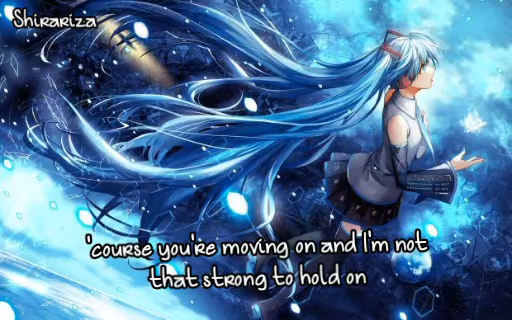 Shirariza
'course you're moving on and I'm not
that strong to hold on